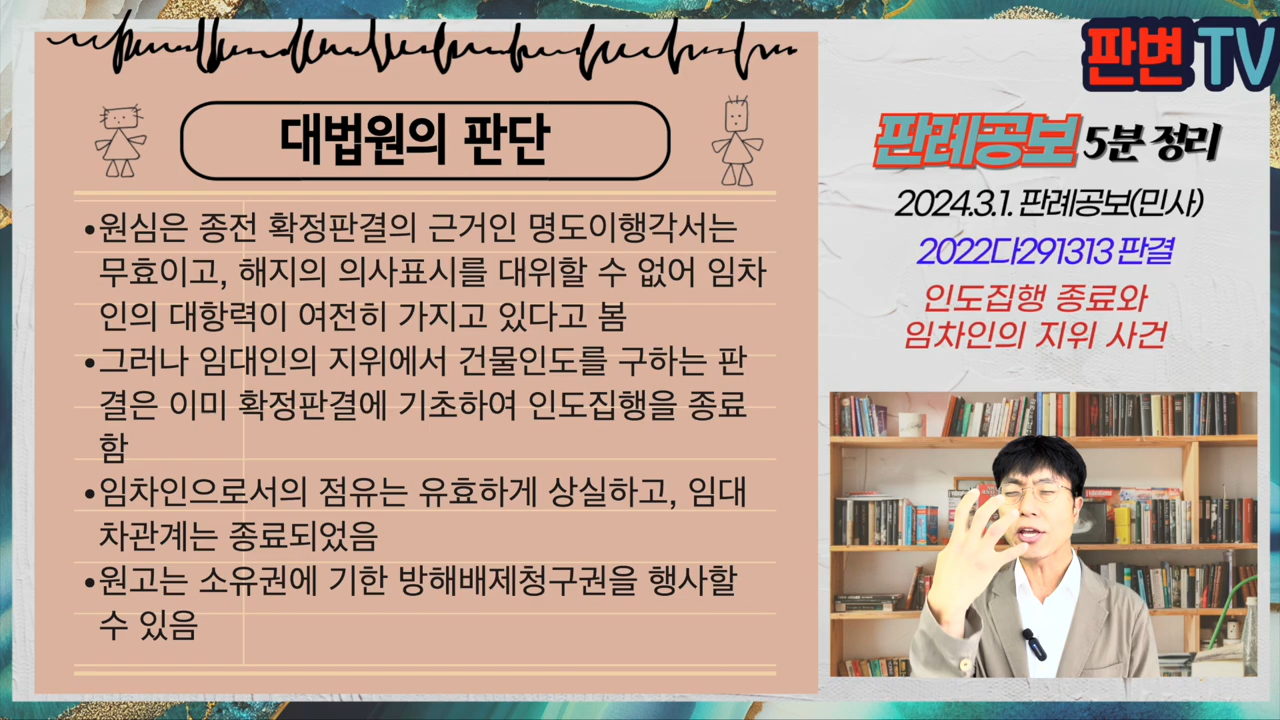 대법원의 판단
•원심은 종전 확정판결의 근거인 명도이행각서는
무효이고, 해지의 의사표시를 대위할 수 없어 임차
인의 대항력이 여전히 가지고 있다고 봄
•그러나 임대인의 지위에서 건물인도를 구하는 판
결은 이미 확정판결에 기초하여 인도집행을 종료
함
•임차인으로서의 점유는 유효하게 상실하고, 임대
차관계는 종료되었음
•원고는 소유권에 기한 방해배제청구권을 행사할
수 있음
판변 TV
판례공보 5분 정리
2024.3.1. 판례공보(민사)
2022다291313 판결
인도집행 종료와
임차인의 지위 사건